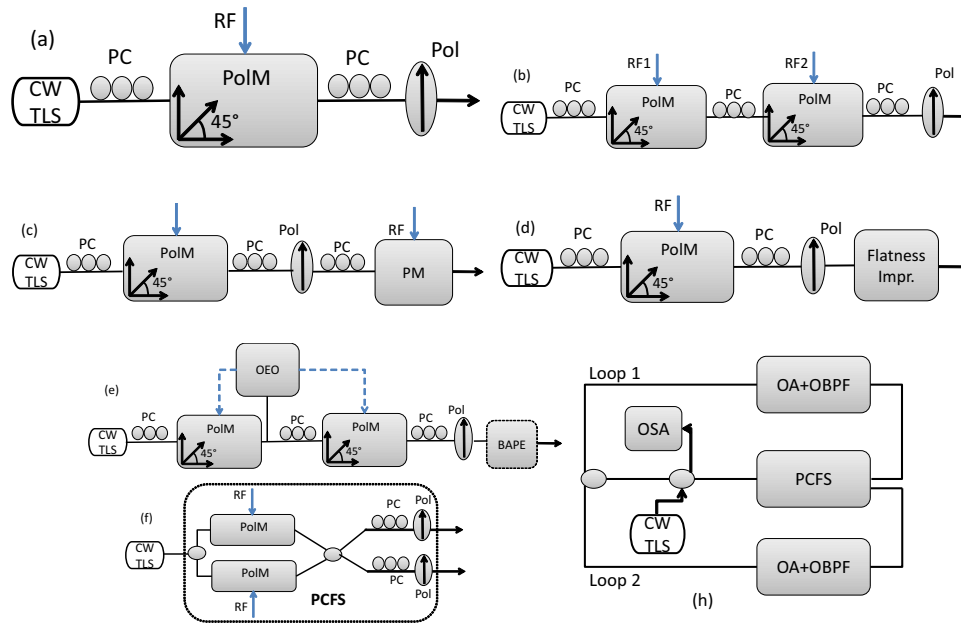 (a)
RF
PC
PolM
PC
Pol
CW
TLS
45°
(b)
RF1
RF2
PC
PolM
PC
PolM
PC
Pol
CW
TLS
45°
45°
(c)
PC
PolM
PC
Pol
PC
RF
PM
CW
TLS
45°
(d)
RF
PC
PolM
PC
Pol
Flatness
Impr.
CW
TLS
45°
(e)
OEO
PC
PolM
PC
PolM
PC
Pol
CW
TLS
45°
45°
BAPE
(f)
RF
PolM
PC
Pol
CW
TLS
PolM
PC
Pol
RF
PCFS
Loop 1
OA+OBPF
OSA
PCFS
CW
TLS
OA+OBPF
Loop 2
(h)